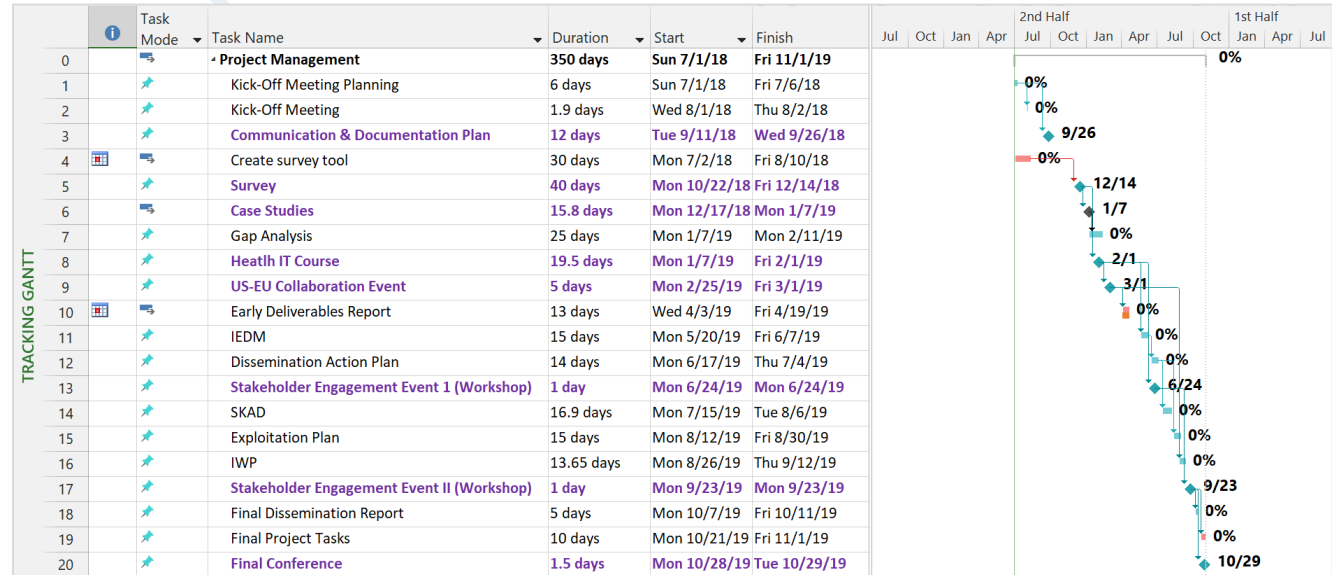 2nd Half 1st Half
Task
Mode Task Name Duration Start Finish Jul Oct Jan Apr Jul Oct Jan Apr Jul Oct Jan Apr Jul
0 Project Management 350 days Sun 7/1/18 Fri 11/1/19 0%
1 Kick-Off Meeting Planning 6 days Sun 7/1/18 Fri 7/6/18 0%
2 Kick-Off Meeting 1.9 days Wed 8/1/18 Thu 8/2/18 0%
3 Communication & Documentation Plan 12 days Tue 9/11/18 Wed 9/26/18 9/26
4 Create survey tool 30 days Mon 7/2/18 Fri 8/10/18 0%
5 Survey 40 days Mon 10/22/18 Fri 12/14/18 12/14
6 Case Studies 15.8 days Mon 12/17/18 Mon 1/7/19 1/7
7 Gap Analysis 25 days Mon 1/7/19 Mon 2/11/19 0%
8 Heatlh IT Course 19.5 days Mon 1/7/19 Fri 2/1/19 2/1
9 US-EU Collaboration Event 5 days Mon 2/25/19 Fri 3/1/19 3/1
10 Early Deliverables Report 13 days Wed 4/3/19 Fri 4/19/19 0%
11 IEDM 15 days Mon 5/20/19 Fri 6/7/19 0%
12 Dissemination Action Plan 14 days Mon 6/17/19 Thu 7/4/19 0%
13 Stakeholder Engagement Event 1 (Workshop) 1 day Mon 6/24/19 Mon 6/24/19 6/24
14 SKAD 16.9 days Mon 7/15/19 Tue 8/6/19 0%
15 Exploitation Plan 15 days Mon 8/12/19 Fri 8/30/19 0%
16 IWP 13.65 days Mon 8/26/19 Thu 9/12/19 0%
17 Stakeholder Engagement Event II (Workshop) 1 day Mon 9/23/19 Mon 9/23/19 9/23
18 Final Dissemination Report 5 days Mon 10/7/19 Fri 10/11/19 0%
19 Final Project Tasks 10 days Mon 10/21/19 Fri 11/1/19 0%
20 Final Conference 1.5 days Mon 10/28/19 Tue 10/29/19 10/29
TRACKING GANTT